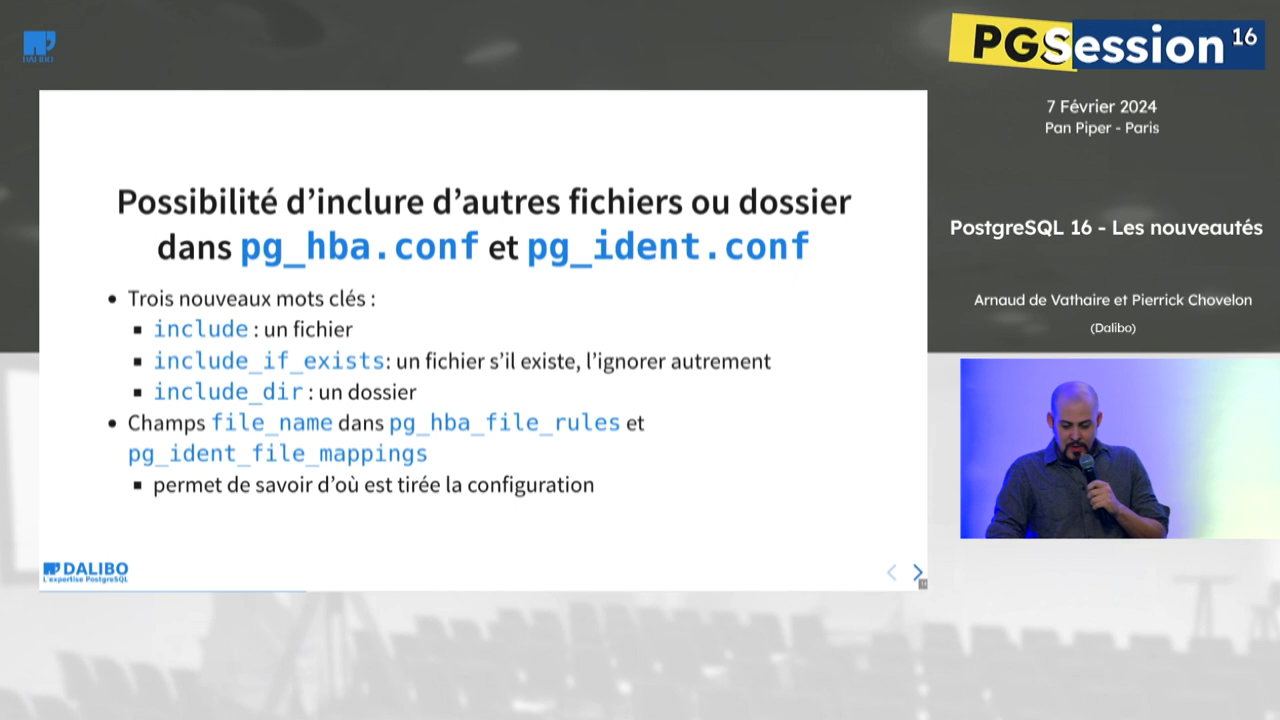 DALIBO
PGSession 16
7 Février 2024
Pan Piper - Paris
PostgreSQL 16 - Les nouveautés
Arnaud de Vathaire et Pierrick Chovelon
(Dalibo)
Possibilité d’inclure d’autres fichiers ou dossier
dans pg_hba.conf et pg_ident.conf
• Trois nouveaux mots clés :
▪ include : un fichier
▪ include_if_exists: un fichier s’il existe, l’ignorer autrement
▪ include_dir : un dossier
• Champs file_name dans pg_hba_file_rules et
pg_ident_file_mappings
▪ permet de savoir d’où est tirée la configuration
DALIBO
L'expertise PostgreSQL